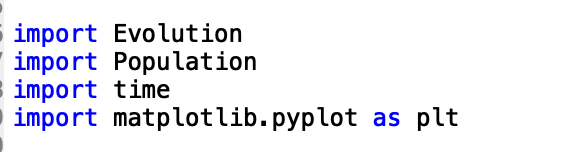 import Evolution
import Population
import time
import matplotlib.pyplot as plt